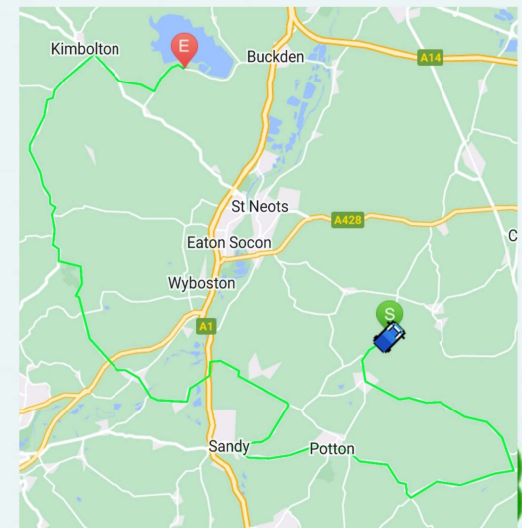 Kimbolton
E
Buckden
A14
St Neots
A428
Eaton Socon
C
Wyboston
S
A1
Sandy
Potton